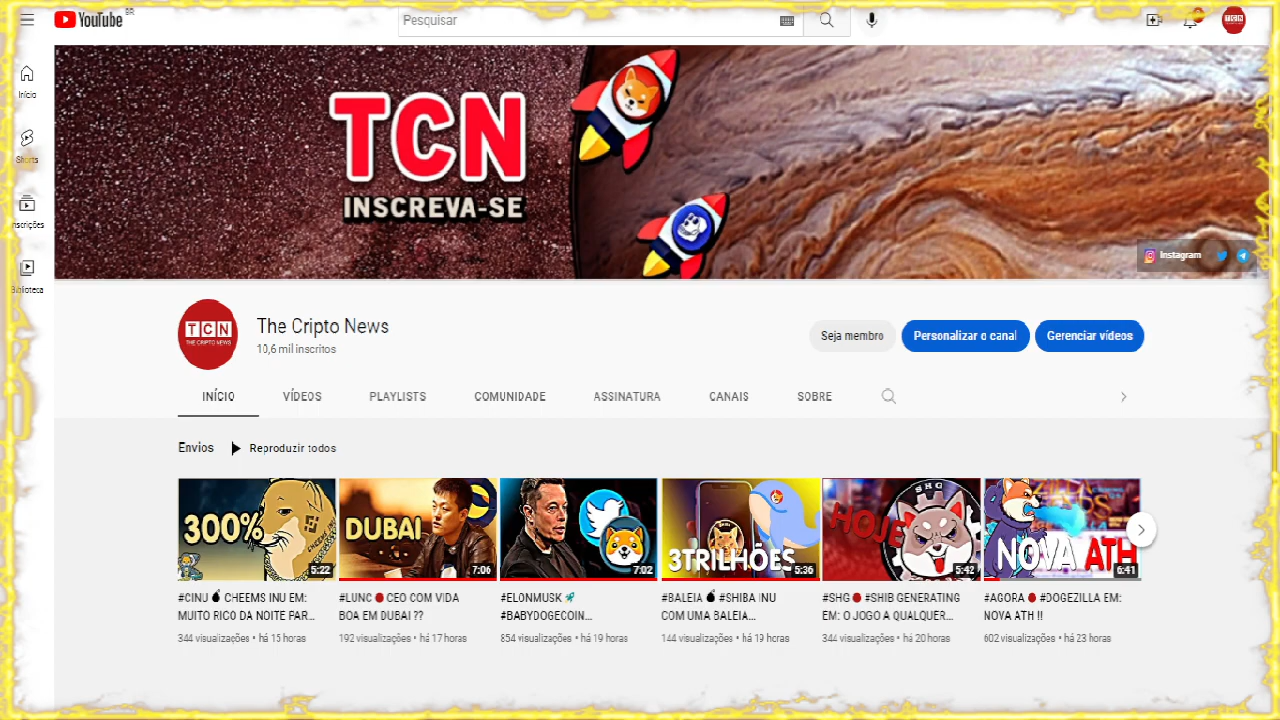 YouTube BR
Pesquisar
TCN
Início
TCN
INSCREVA-SE
Shorts
Inscrições
Instagram
Biblioteca
TCN
THE CRIPTO NEWS
The Cripto News
10,6 mil inscritos
Seja membro
Personalizar o canal
Gerenciar vídeos
INÍCIO VÍDEOS PLAYLISTS COMUNIDADE ASSINATURA CANAIS SOBRE
Envios
Reproduzir todos
300%
CHEEMS
5:22
DUBAI
7:06
7:02
3TRILHÕES
5:36
SHG
HOJE
5:42
NOVA ATH
6:41
#CINU 💣 CHEEMS INU EM:
MUITO RICO DA NOITE PAR...
344 visualizações • há 15 horas
#LUNC 🔴 CEO COM VIDA
BOA EM DUBAI ??
192 visualizações • há 17 horas
#ELONMUSK 🚀
#BABYDOGECOIN...
854 visualizações • há 19 horas
#BALEIA 💣 #SHIBA INU
COM UMA BALEIA...
144 visualizações • há 19 horas
#SHG 🔴 #SHIB GENERATING
EM: O JOGO A QUALQUER...
344 visualizações • há 20 horas
#AGORA 🔴 #DOGEZILLA EM:
NOVA ATH !!
602 visualizações • há 23 horas